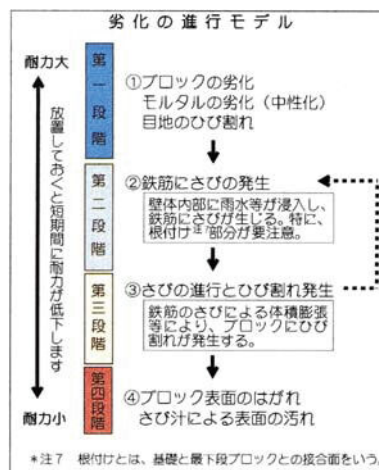 劣化の進行モデル
耐力大
放置しておくと短期間に耐力が低下します
耐力小
第一段階
①ブロックの劣化
モルタルの劣化（中性化）
目地のひび割れ
第二段階
②鉄筋にさびの発生
壁体内部に雨水等が浸入し、
鉄筋にさびが生じる。特に、
根付け注7部分が要注意。
第三段階
③さびの進行とひび割れ発生
鉄筋のさびによる体積膨張
等により、ブロックにひび
割れが発生する。
第四段階
④ブロック表面のはがれ
さび汁による表面の汚れ
＊注７ 根付けとは、基礎と最下段ブロックとの接合面をいう。